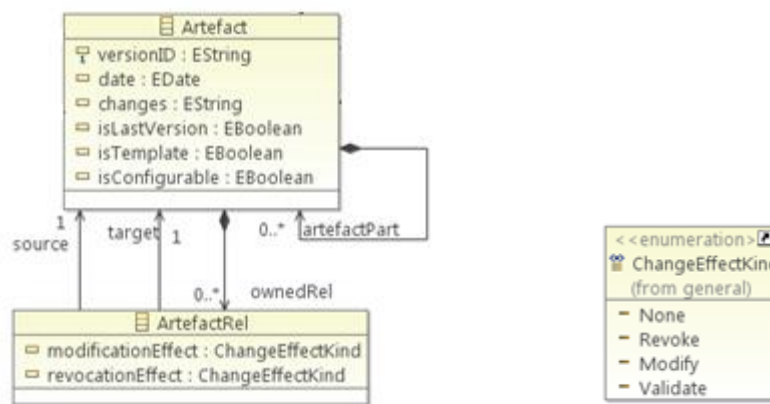 Artefact
versionID : EString
date : EDate
changes : EString
isLastVersion : EBoolean
isTemplate : EBoolean
isConfigurable : EBoolean
1
source
target
1
0..*
artefactPart
0..*
ownedRel
ArtefactRel
modificationEffect : ChangeEffectKind
revocationEffect : ChangeEffectKind
<<enumeration>>
ChangeEffectKind
(from general)
None
Revoke
Modify
Validate